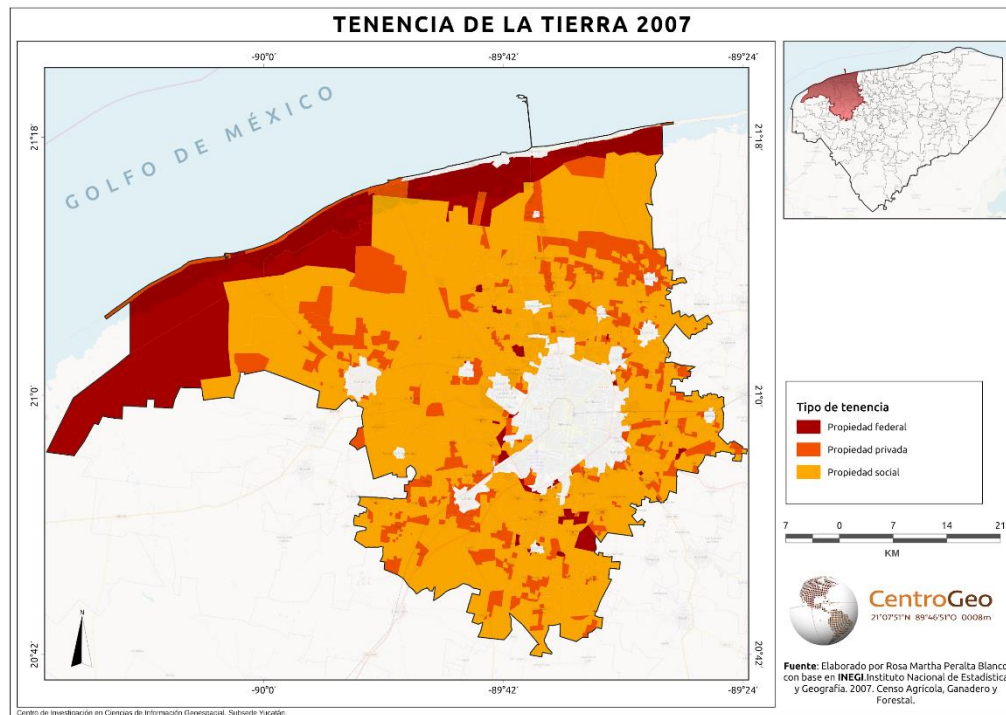 TENENCIA DE LA TIERRA 2007
-90°0´
-89°42´
-89°24´
21°18´
21°18´
GOLFO DE MÉXICO
21°0´
21°0´
20°42´
20°42´
N
-90°0´
-89°42´
-89°24´
Tipo de tenencia
Propiedad federal
Propiedad privada
Propiedad social
7 0 7 14 21
KM
CentroGeo
21°07'51"N 89°46'51"O 0008m
Fuente: Elaborado por Rosa Martha Peralta Blanco
con base en INEGI.Instituto Nacional de Estadística
y Geografía. 2007. Censo Agrícola, Ganadero y
Forestal.
Centro de Investigación en Ciencias de Información Geoespacial. Subsede Yucatán.